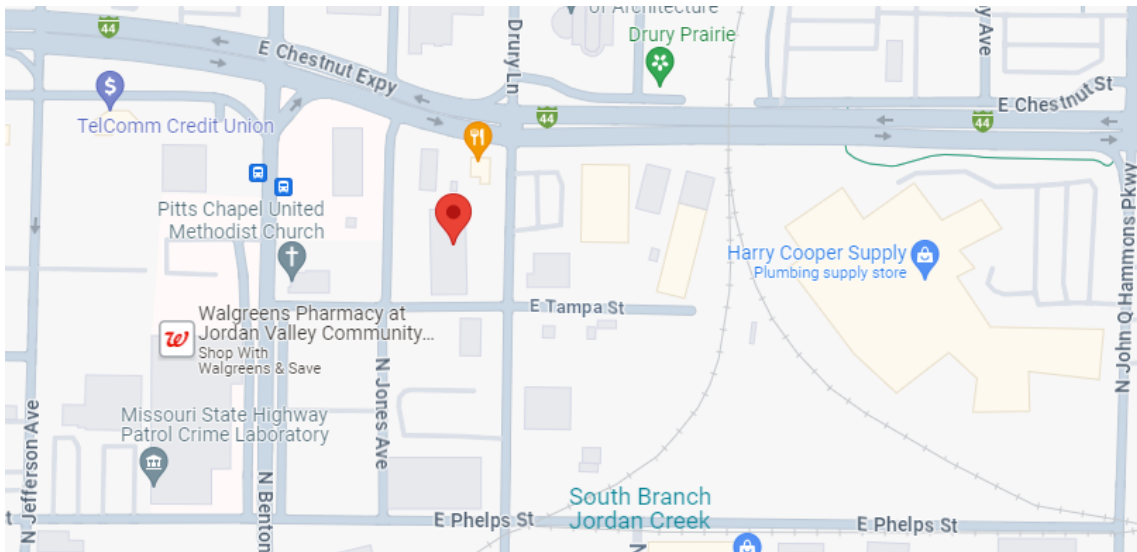 of Architecture
Drury Prairie
44
E Chestnut Expy
Drury Ln
y Ave
E Chestnut St
$
TelComm Credit Union
44
44
Pitts Chapel United
Methodist Church
Harry Cooper Supply
Plumbing supply store
N John Q Hammons Pkwy
E Tampa St
Walgreens Pharmacy at
Jordan Valley Community...
Shop With
Walgreens & Save
W
N Jones Ave
Missouri State Highway
Patrol Crime Laboratory
N Jefferson Ave
N Benton
South Branch
Jordan Creek
t
E Phelps St
E Phelps St
N